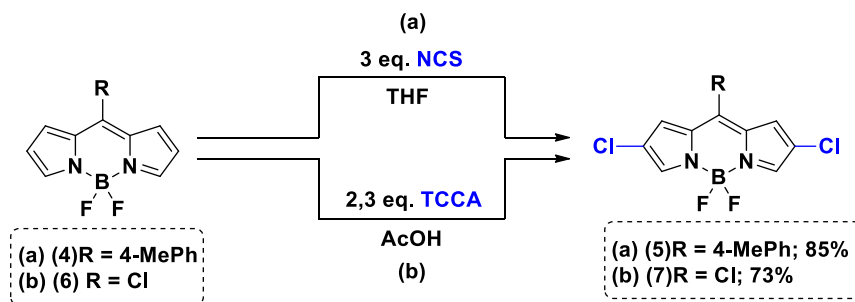 (a)
3 eq. NCS
THF
R
N
N
B
F
F
2,3 eq. TCCA
AcOH
(b)
R
Cl
Cl
N
N
B
F
F
(a) (4)R = 4-MePh
(b) (6) R = Cl
(a) (5)R = 4-MePh; 85%
(b) (7)R = Cl; 73%